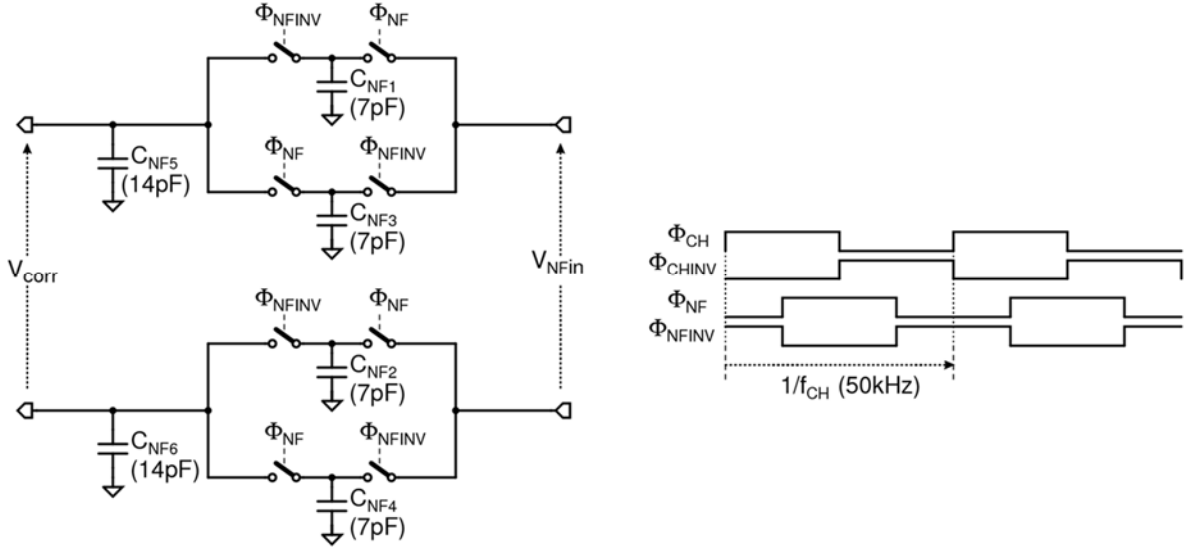 ΦNFINV ΦNF
CNF1
(7pF)
CNF5
(14pF)
ΦNF ΦNFINV
CNF3
(7pF)
Vcorr
VNFin
ΦNFINV ΦNF
CNF2
(7pF)
CNF6
(14pF)
ΦNF ΦNFINV
CNF4
(7pF)
ΦCH
ΦCHINV
ΦNF
ΦNFINV
1/fCH (50kHz)